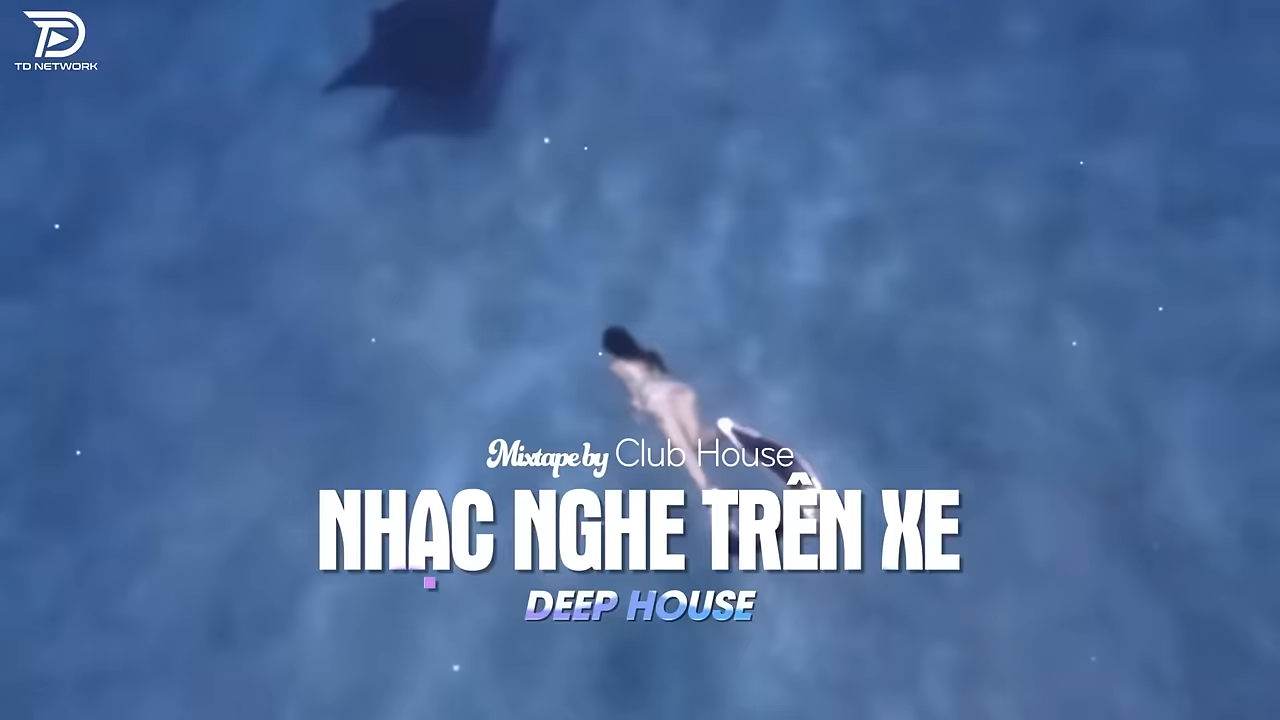 TD NETWORK
Mixtape by Club House
NHẠC NGHE TRÊN XE
DEEP HOUSE